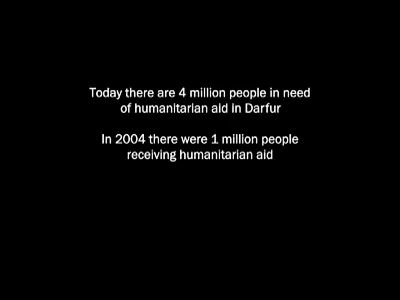 Today there are 4 million people in need
of humanitarian aid in Darfur
In 2004 there were 1 million people
receiving humanitarian aid